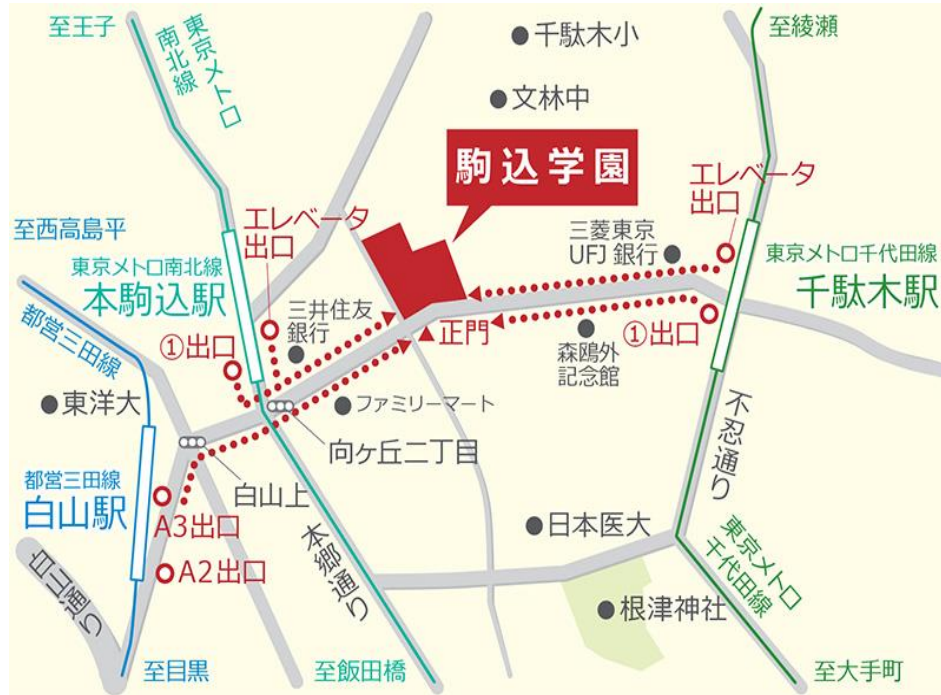 至王子
東京メトロ
南北線
千駄木小
至綾瀬
文林中
駒込学園
エレベータ
出口
エレベータ
出口
至西高島平
東京メトロ南北線
本駒込駅
三菱東京
UFJ 銀行
東京メトロ千代田線
千駄木駅
都営三田線
三井住友
銀行
①出口
正門
森鴎外
記念館
①出口
東洋大
ファミリーマート
向ヶ丘二丁目
不忍通り
都営三田線
白山駅
白山上
A3出口
本郷通り
日本医大
A2出口
白山通り
東京メトロ
千代田線
根津神社
至目黒
至飯田橋
至大手町